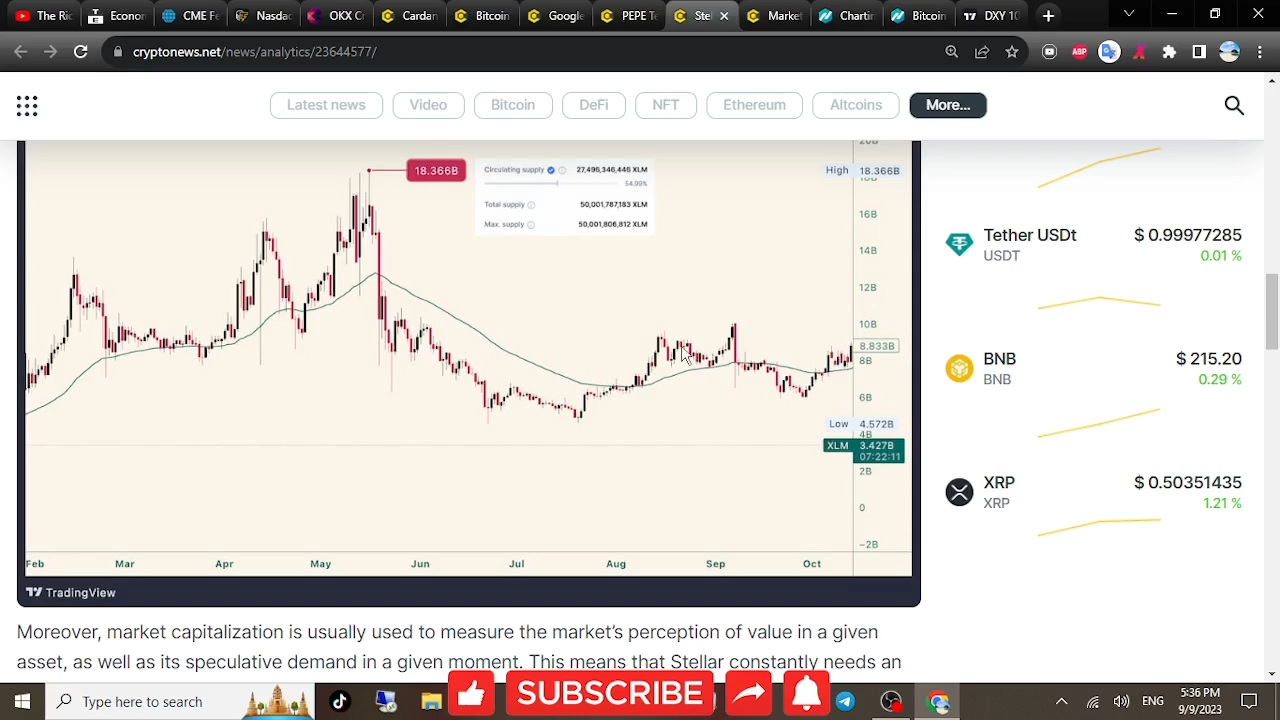 The Ri
Econor
CME Fe
Nasda
OKX C
Cardan
Bitcoin
Google
PEPE T
Ste
Market
Chartin
Bitcoin
DXY 10
cryptonews.net/news/analytics/23644577/
ABP
Latest news
Video
Bitcoin
DeFi
NFT
Ethereum
Altcoins
More...
18.366B
Circulating supply 27,496,346,446 XLM
54.99%
Total supply 50,001,787,183 XLM
Max. supply 50,001,806,812 XLM
20B
High 18.366B
18B
16B
14B
12B
10B
8.833B
8B
6B
Low 4.572B
4B
XLM 3.427B
07:22:11
2B
0
−2B
Feb Mar Apr May Jun Jul Aug Sep Oct
TradingView
Tether USDt $ 0.99977285
USDT 0.01 %
BNB $ 215.20
BNB 0.29 %
XRP $ 0.50351435
XRP 1.21 %
Moreover, market capitalization is usually used to measure the market's perception of value in a given
asset, as well as its speculative demand in a given moment. This means that Stellar constantly needs an
SUBSCRIBE
Type here to search
ENG
5:36 PM
9/9/2023